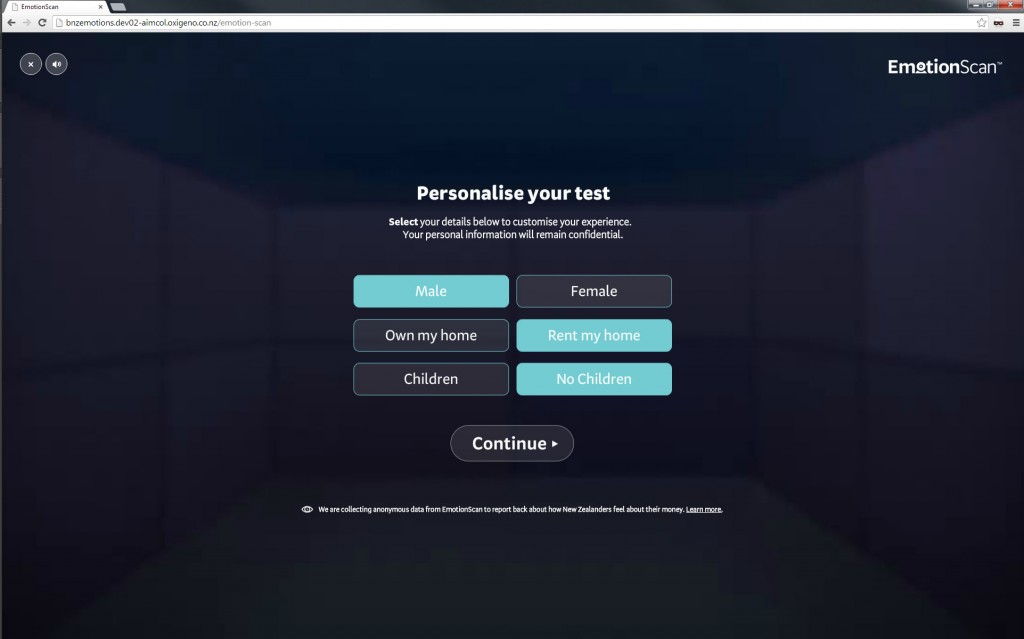 EmotionScan
bnzemotions.dev02-aimcol.oxigeno.co.nz/emotion-scan
EmotionScan™
Personalise your test
Select your details below to customise your experience.
Your personal information will remain confidential.
Male
Female
Own my home
Rent my home
Children
No Children
Continue
We are collecting anonymous data from EmotionScan to report back about how New Zealanders feel about their money. Learn more.